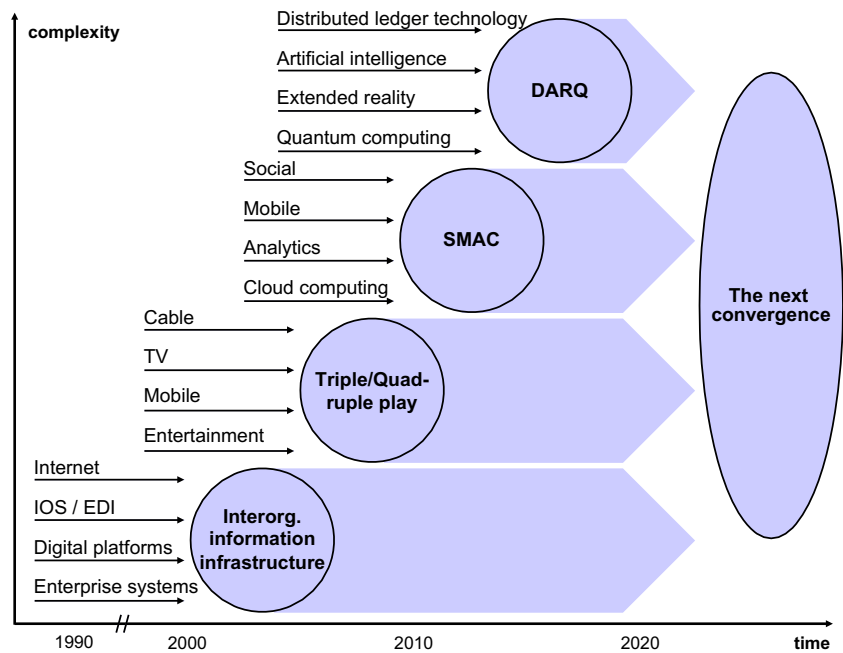 complexity
Distributed ledger technology
Artificial intelligence
Extended reality
Quantum computing
DARQ
Social
Mobile
Analytics
Cloud computing
SMAC
Cable
TV
Mobile
Entertainment
Triple/Quad-
ruple play
Internet
IOS / EDI
Digital platforms
Enterprise systems
Interorg.
information
infrastructure
The next
convergence
1990
2000
2010
2020
time